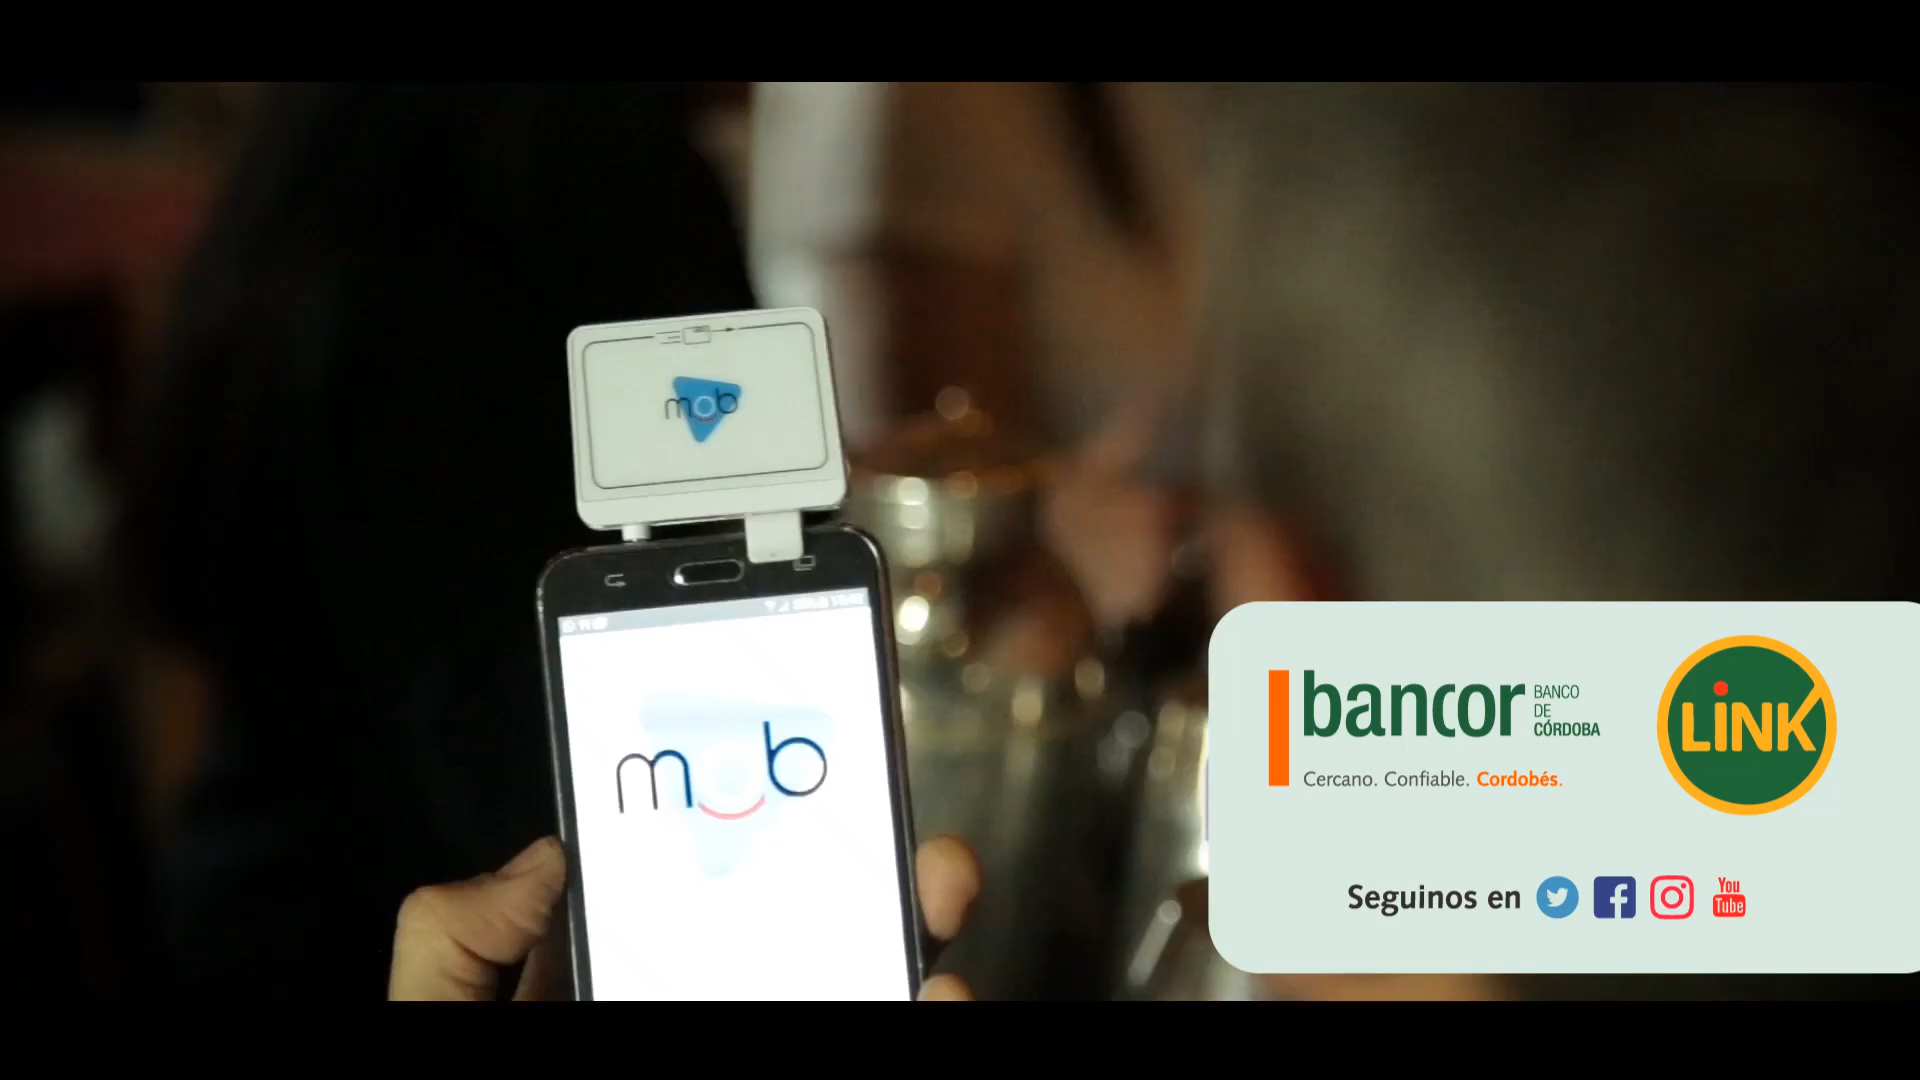 mob
mob
bancor BANCO DE CÓRDOBA
LINK
Cercano. Confiable. Cordobés.
Seguinos en
You Tube